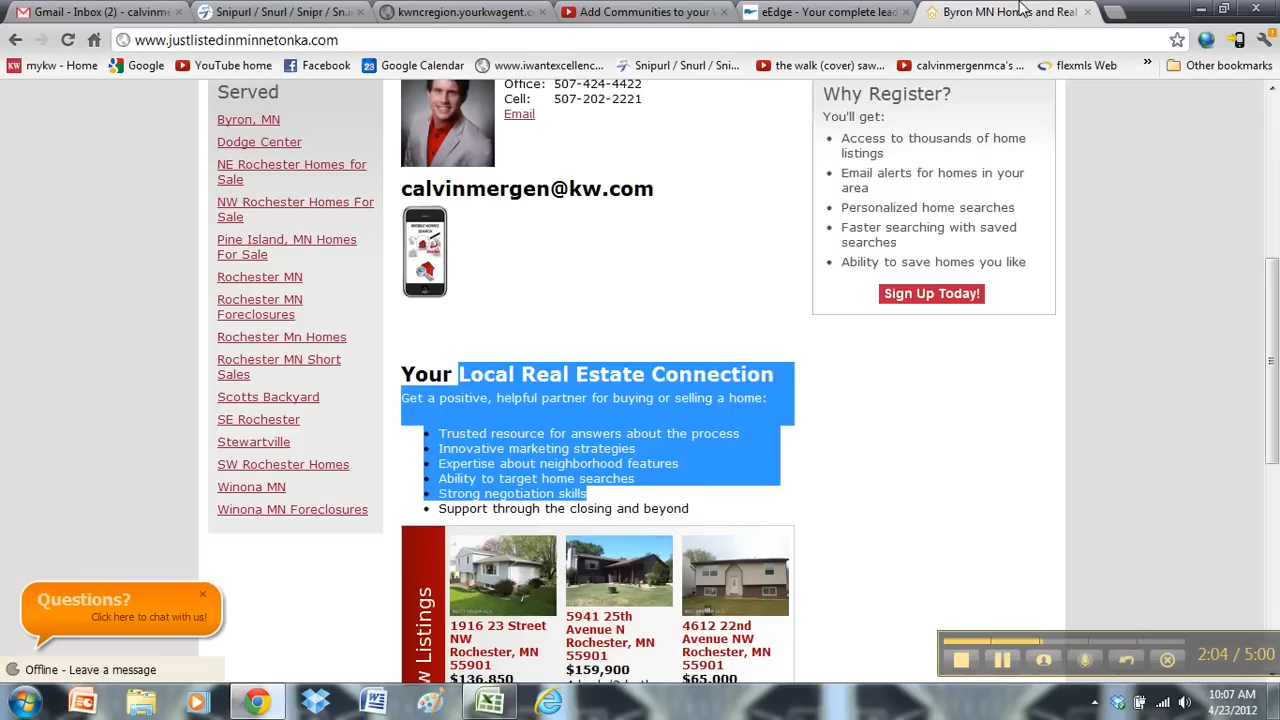 Gmail - Inbox (2) - calvinm
Snipurl / Snurl / Snipr / Sn.in
kwncregion.yourkwagent.c
Add Communities to your
eEdge - Your complete lead
Byron MN Homes and Real
www.justlistedinminnetonka.com
mykw - Home
Google
YouTube home
Facebook
Google Calendar
www.iwantexcellenc...
Snipurl / Snurl / Sni...
the walk (cover) saw...
calvinmergenmca's ...
flexmls Web
Other bookmarks
Served
Byron, MN
Dodge Center
NE Rochester Homes for
Sale
NW Rochester Homes For
Sale
Pine Island, MN Homes
For Sale
Rochester MN
Rochester MN
Foreclosures
Rochester Mn Homes
Rochester MN Short
Sales
Scotts Backyard
SE Rochester
Stewartville
SW Rochester Homes
Winona MN
Winona MN Foreclosures
Office: 507-424-4422
Cell: 507-202-2221
Email
calvinmergen@kw.com
MOBILE HOMES
SEARCH
Your Local Real Estate Connection
Get a positive, helpful partner for buying or selling a home:
Trusted resource for answers about the process
Innovative marketing strategies
Expertise about neighborhood features
Ability to target home searches
Strong negotiation skills
Support through the closing and beyond
w Listings
1916 23 Street
NW
Rochester, MN
55901
$136,850
5941 25th
Avenue N
Rochester, MN
55901
$159,900
4612 22nd
Avenue NW
Rochester, MN
55901
$65,000
Why Register?
You'll get:
Access to thousands of home
listings
Email alerts for homes in your
area
Personalized home searches
Faster searching with saved
searches
Ability to save homes you like
Sign Up Today!
Questions?
Click here to chat with us!
Offline - Leave a message
2:04 / 5:00
10:07 AM
4/23/2012